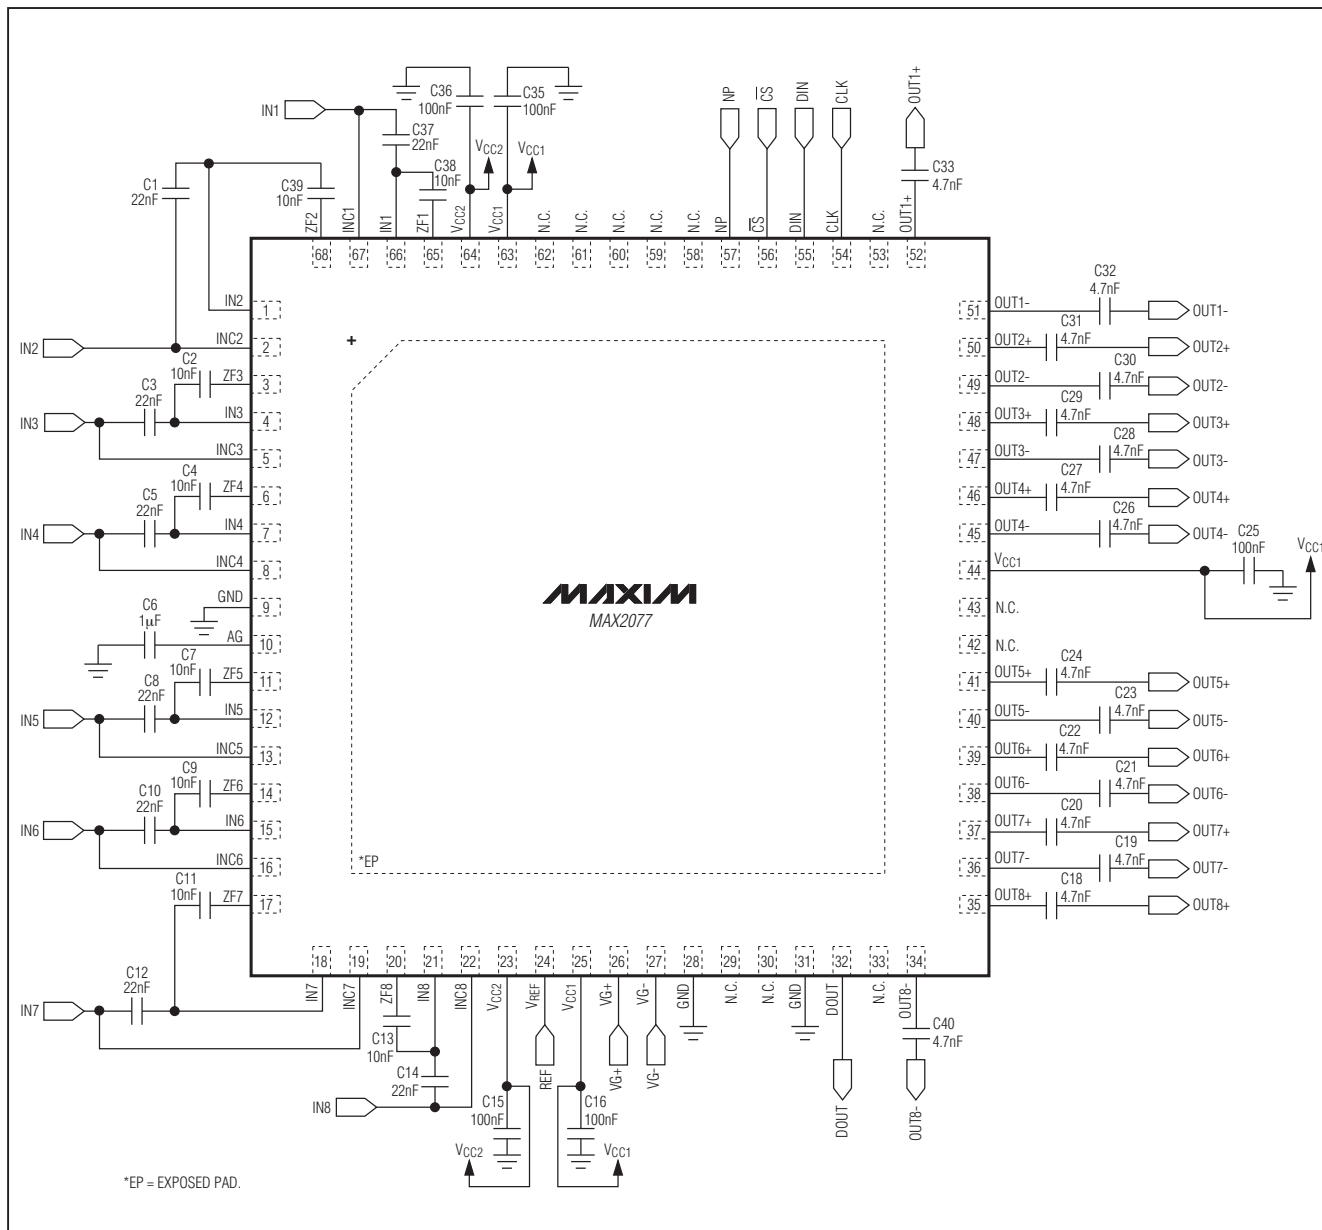 IN1
C36
100nF
C35
100nF
C37
22nF
C38
10nF
VCC2
VCC1
NP
CS
DIN
CLK
OUT1+
C33
4.7nF
C1
22nF
C39
10nF
ZF2
INC1
IN1
ZF1
VCC2
VCC1
N.C.
N.C.
N.C.
N.C.
N.C.
NP
CS
DIN
CLK
N.C.
OUT1+
68
67
66
65
64
63
62
61
60
59
58
57
56
55
54
53
52
IN2
1
IN2
INC2
2
C2
10nF
ZF3
3
IN3
C3
22nF
IN3
4
INC3
5
C4
10nF
ZF4
6
IN4
C5
22nF
IN4
7
INC4
8
GND
9
C6
1µF
AG
10
C7
10nF
ZF5
11
IN5
C8
22nF
IN5
12
INC5
13
C9
10nF
ZF6
14
IN6
C10
22nF
IN6
15
INC6
16
C11
10nF
ZF7
17
+
MAXIM
MAX2077
*EP
51
OUT1-
C32
4.7nF
OUT1-
50
OUT2+
C31
4.7nF
OUT2+
49
OUT2-
C30
4.7nF
OUT2-
48
OUT3+
C29
4.7nF
OUT3+
47
OUT3-
C28
4.7nF
OUT3-
46
OUT4+
C27
4.7nF
OUT4+
45
OUT4-
C26
4.7nF
OUT4-
44
VCC1
C25
100nF
VCC1
43
N.C.
42
N.C.
41
OUT5+
C24
4.7nF
OUT5+
40
OUT5-
C23
4.7nF
OUT5-
39
OUT6+
C22
4.7nF
OUT6+
38
OUT6-
C21
4.7nF
OUT6-
37
OUT7+
C20
4.7nF
OUT7+
36
OUT7-
C19
4.7nF
OUT7-
35
OUT8+
C18
4.7nF
OUT8+
18
19
20
21
22
23
24
25
26
27
28
29
30
31
32
33
34
IN7
INC7
ZF8
IN8
INC8
VCC2
VREF
VCC1
VG+
VG-
GND
N.C.
N.C.
GND
DOUT
N.C.
OUT8-
IN7
C12
22nF
C13
10nF
C14
22nF
IN8
C15
100nF
VCC2
REF
C16
100nF
VCC1
VG+
VG-
DOUT
C40
4.7nF
OUT8-
*EP = EXPOSED PAD.